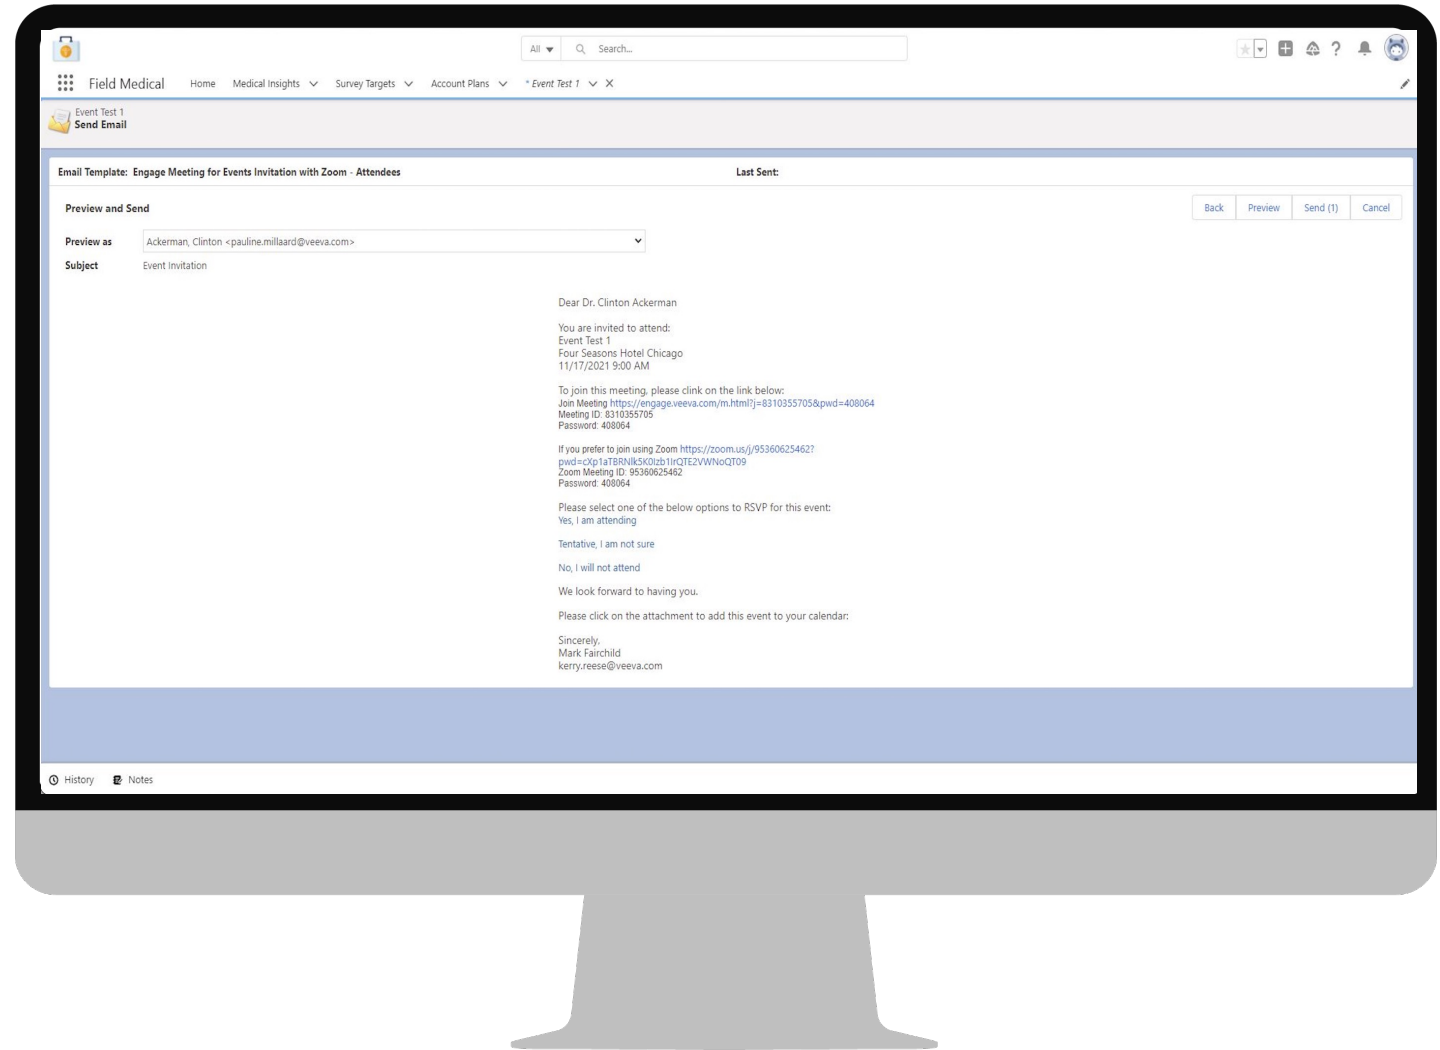 All
Search...
Field Medical
Home
Medical Insights
Survey Targets
Account Plans
* Event Test 1
Event Test 1
Send Email
Email Template: Engage Meeting for Events Invitation with Zoom - Attendees
Last Sent:
Preview and Send
Back
Preview
Send (1)
Cancel
Preview as
Ackerman, Clinton <pauline.millaard@veeva.com>
Subject
Event Invitation
Dear Dr. Clinton Ackerman
You are invited to attend:
Event Test 1
Four Seasons Hotel Chicago
11/17/2021 9:00 AM
To join this meeting, please clink on the link below:
Join Meeting https://engage.veeva.com/m.html?j=8310355705&pwd=408064
Meeting ID: 8310355705
Password: 408064
If you prefer to join using Zoom https://zoom.us/j/95360625462?
Zoom Meeting ID: 95360625462
Password: 408064
Please select one of the below options to RSVP for this event:
Yes, I am attending
Tentative, I am not sure
No, I will not attend
We look forward to having you.
Please click on the attachment to add this event to your calendar:
Sincerely,
Mark Fairchild
kerry.reese@veeva.com
History
Notes